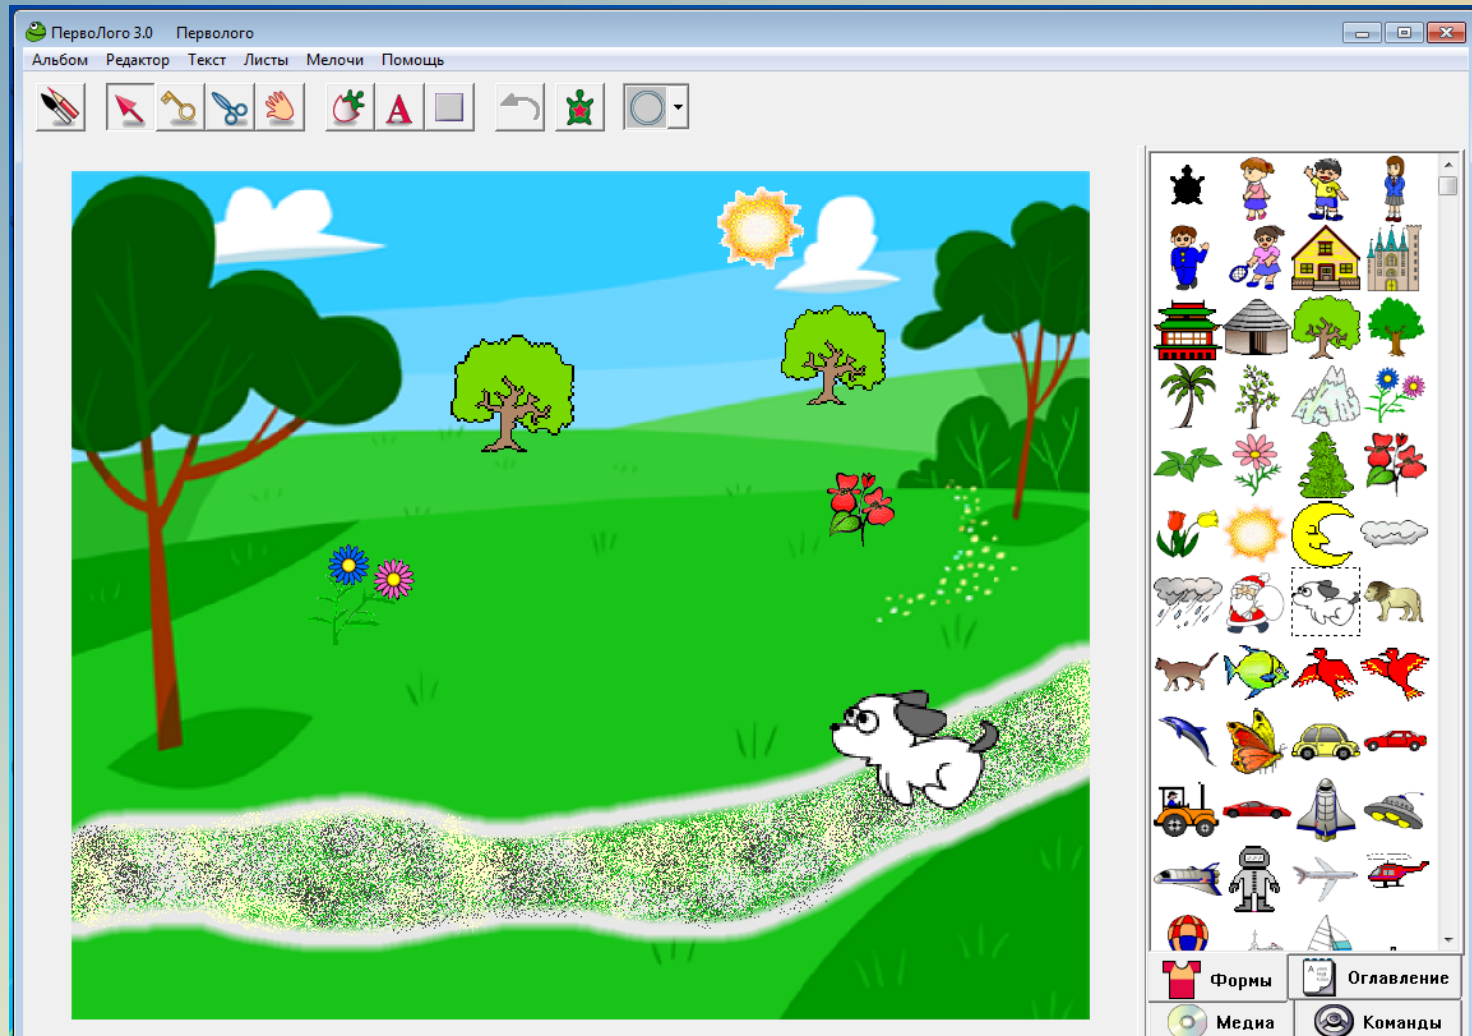 ПервоЛого 3.0 Перволого
Альбом Редактор Текст Листы Мелочи Помощь
A
Формы
Оглавление
Медиа
Команды